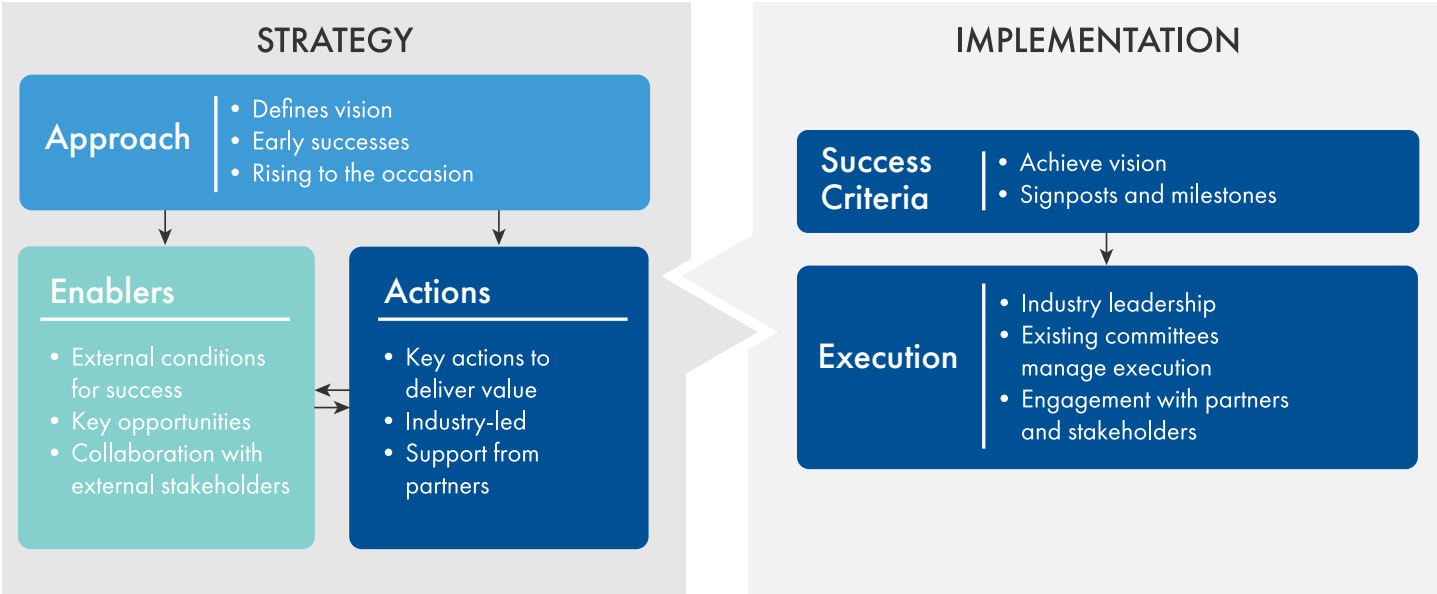 STRATEGY
Approach
• Defines vision
• Early successes
• Rising to the occasion
Enablers
• External conditions
for success
• Key opportunities
• Collaboration with
external stakeholders
Actions
• Key actions to
deliver value
• Industry-led
• Support from
partners
IMPLEMENTATION
Success
Criteria
• Achieve vision
• Signposts and milestones
Execution
• Industry leadership
• Existing committees
manage execution
• Engagement with partners
and stakeholders